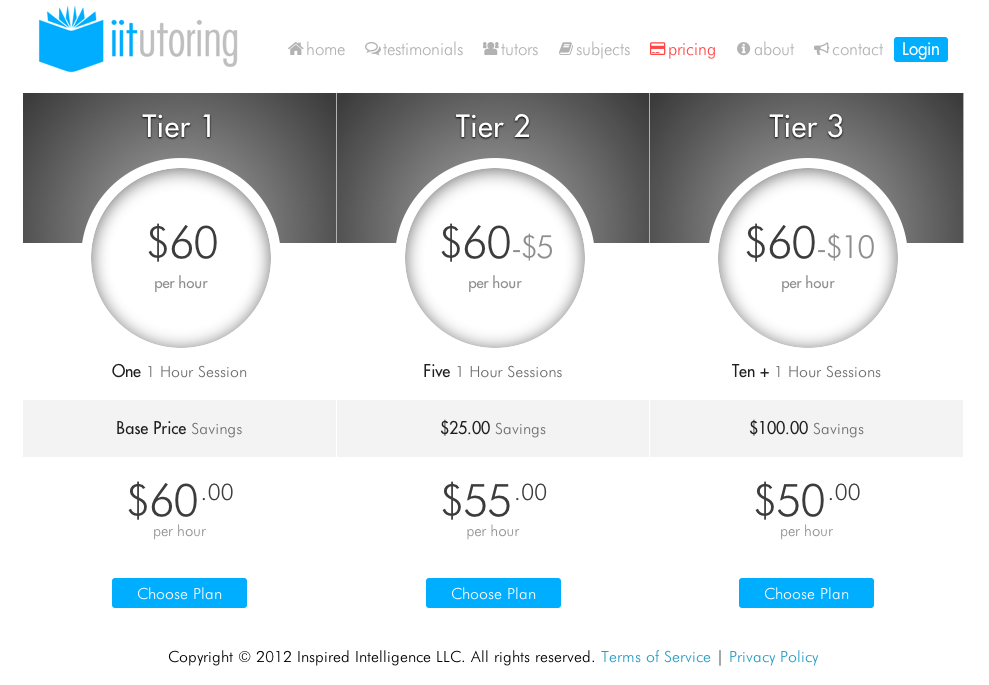 iitutoring
home testimonials tutors subjects pricing about contact Login
Tier 1 Tier 2 Tier 3
$60 $60-$5 $60-$10
per hour per hour per hour
One 1 Hour Session Five 1 Hour Sessions Ten + 1 Hour Sessions
Base Price Savings $25.00 Savings $100.00 Savings
$60.00 $55.00 $50.00
per hour per hour per hour
Choose Plan Choose Plan Choose Plan
Copyright © 2012 Inspired Intelligence LLC. All rights reserved. Terms of Service | Privacy Policy